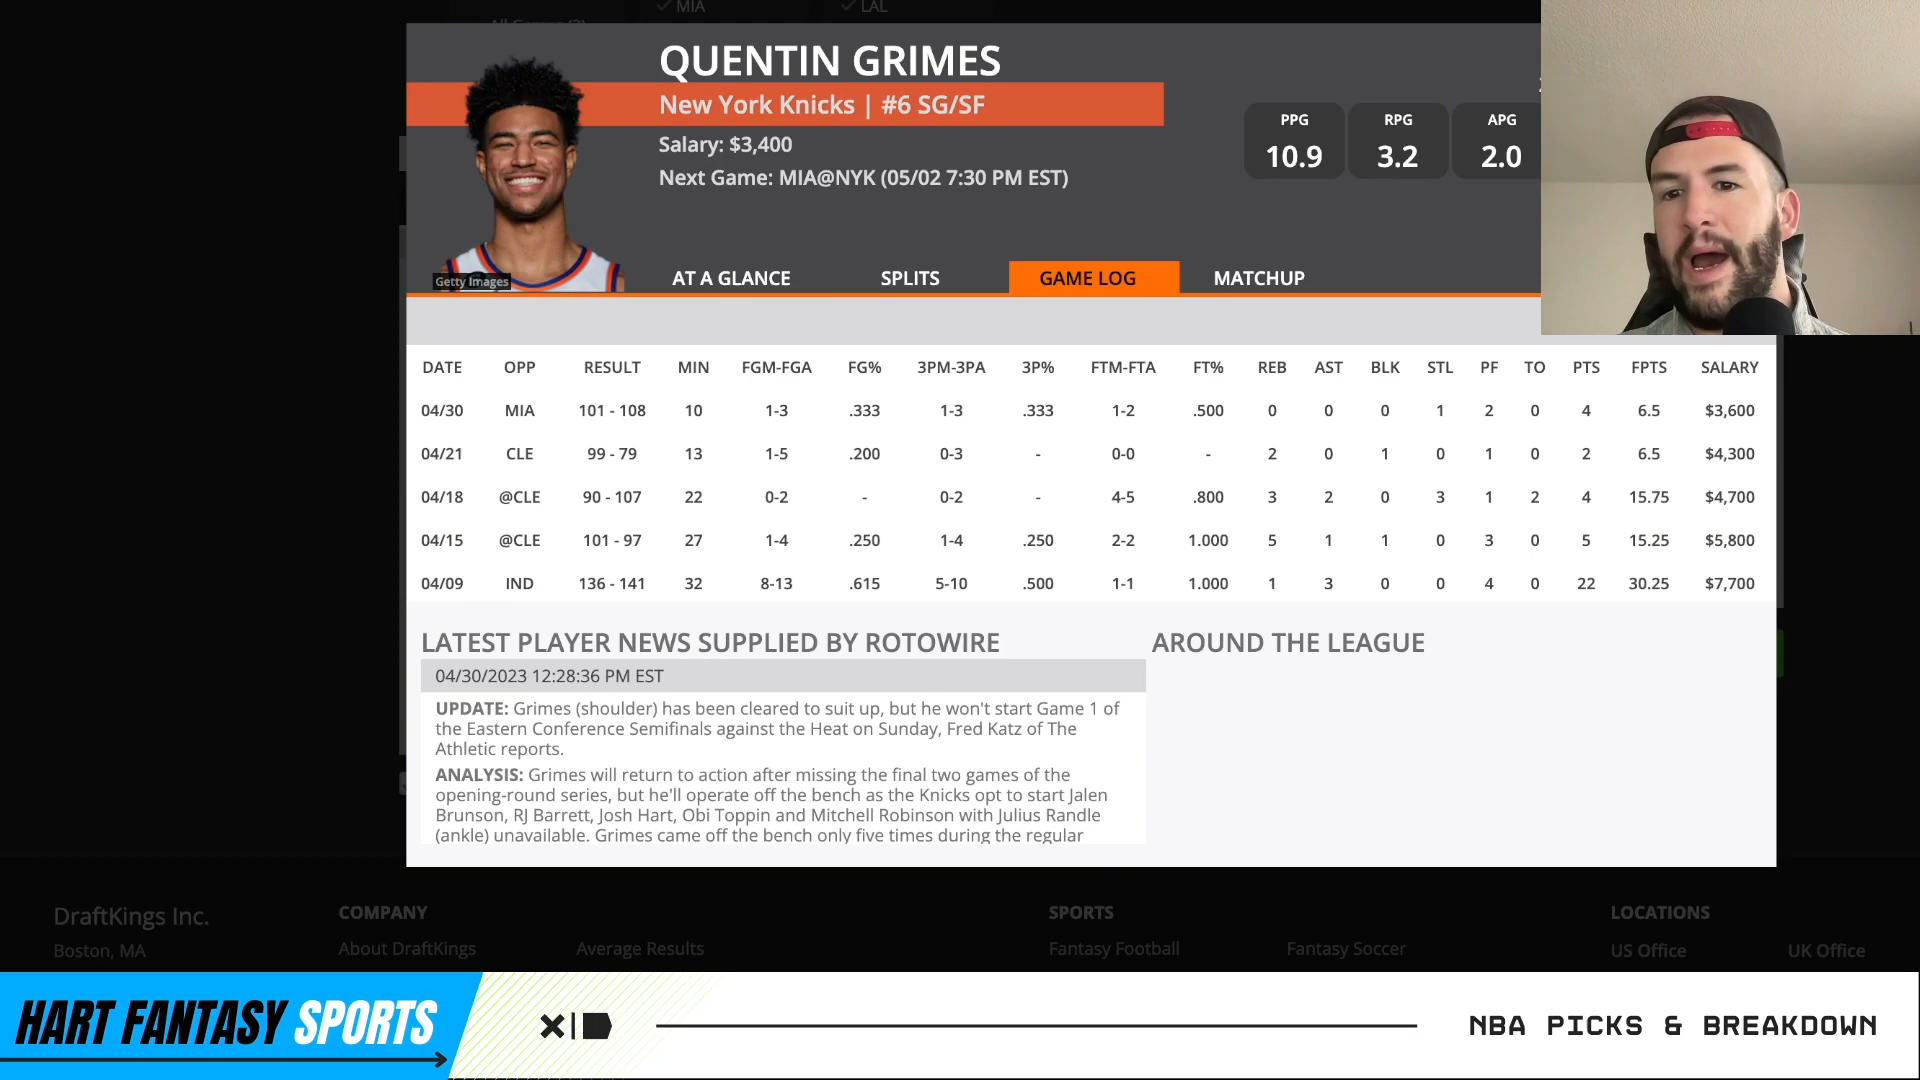 MIA
LAL
QUENTIN GRIMES
New York Knicks | #6 SG/SF
Salary: $3,400
Next Game: MIA@NYK (05/02 7:30 PM EST)
PPG RPG APG
10.9 3.2 2.0
Getty Images
AT A GLANCE SPLITS GAME LOG MATCHUP
DATE OPP RESULT MIN FGM-FGA FG% 3PM-3PA 3P% FTM-FTA FT% REB AST BLK STL PF TO PTS FPTS SALARY
04/30 MIA 101 - 108 10 1-3 .333 1-3 .333 1-2 .500 0 0 0 1 2 0 4 6.5 $3,600
04/21 CLE 99 - 79 13 1-5 .200 0-3 - 0-0 - 2 0 1 0 1 0 2 6.5 $4,300
04/18 @CLE 90 - 107 22 0-2 - 0-2 - 4-5 .800 3 2 0 3 1 2 4 15.75 $4,700
04/15 @CLE 101 - 97 27 1-4 .250 1-4 .250 2-2 1.000 5 1 1 0 3 0 5 15.25 $5,800
04/09 IND 136 - 141 32 8-13 .615 5-10 .500 1-1 1.000 1 3 0 0 4 0 22 30.25 $7,700
LATEST PLAYER NEWS SUPPLIED BY ROTOWIRE
AROUND THE LEAGUE
04/30/2023 12:28:36 PM EST
UPDATE: Grimes (shoulder) has been cleared to suit up, but he won't start Game 1 of
the Eastern Conference Semifinals against the Heat on Sunday, Fred Katz of The
Athletic reports.
ANALYSIS: Grimes will return to action after missing the final two games of the
opening-round series, but he'll operate off the bench as the Knicks opt to start Jalen
Brunson, RJ Barrett, Josh Hart, Obi Toppin and Mitchell Robinson with Julius Randle
(ankle) unavailable. Grimes came off the bench only five times during the regular
DraftKings Inc.
Boston, MA
COMPANY
About DraftKings
Average Results
SPORTS
Fantasy Football
Fantasy Soccer
LOCATIONS
US Office
UK Office
HART FANTASY SPORTS
NBA PICKS & BREAKDOWN